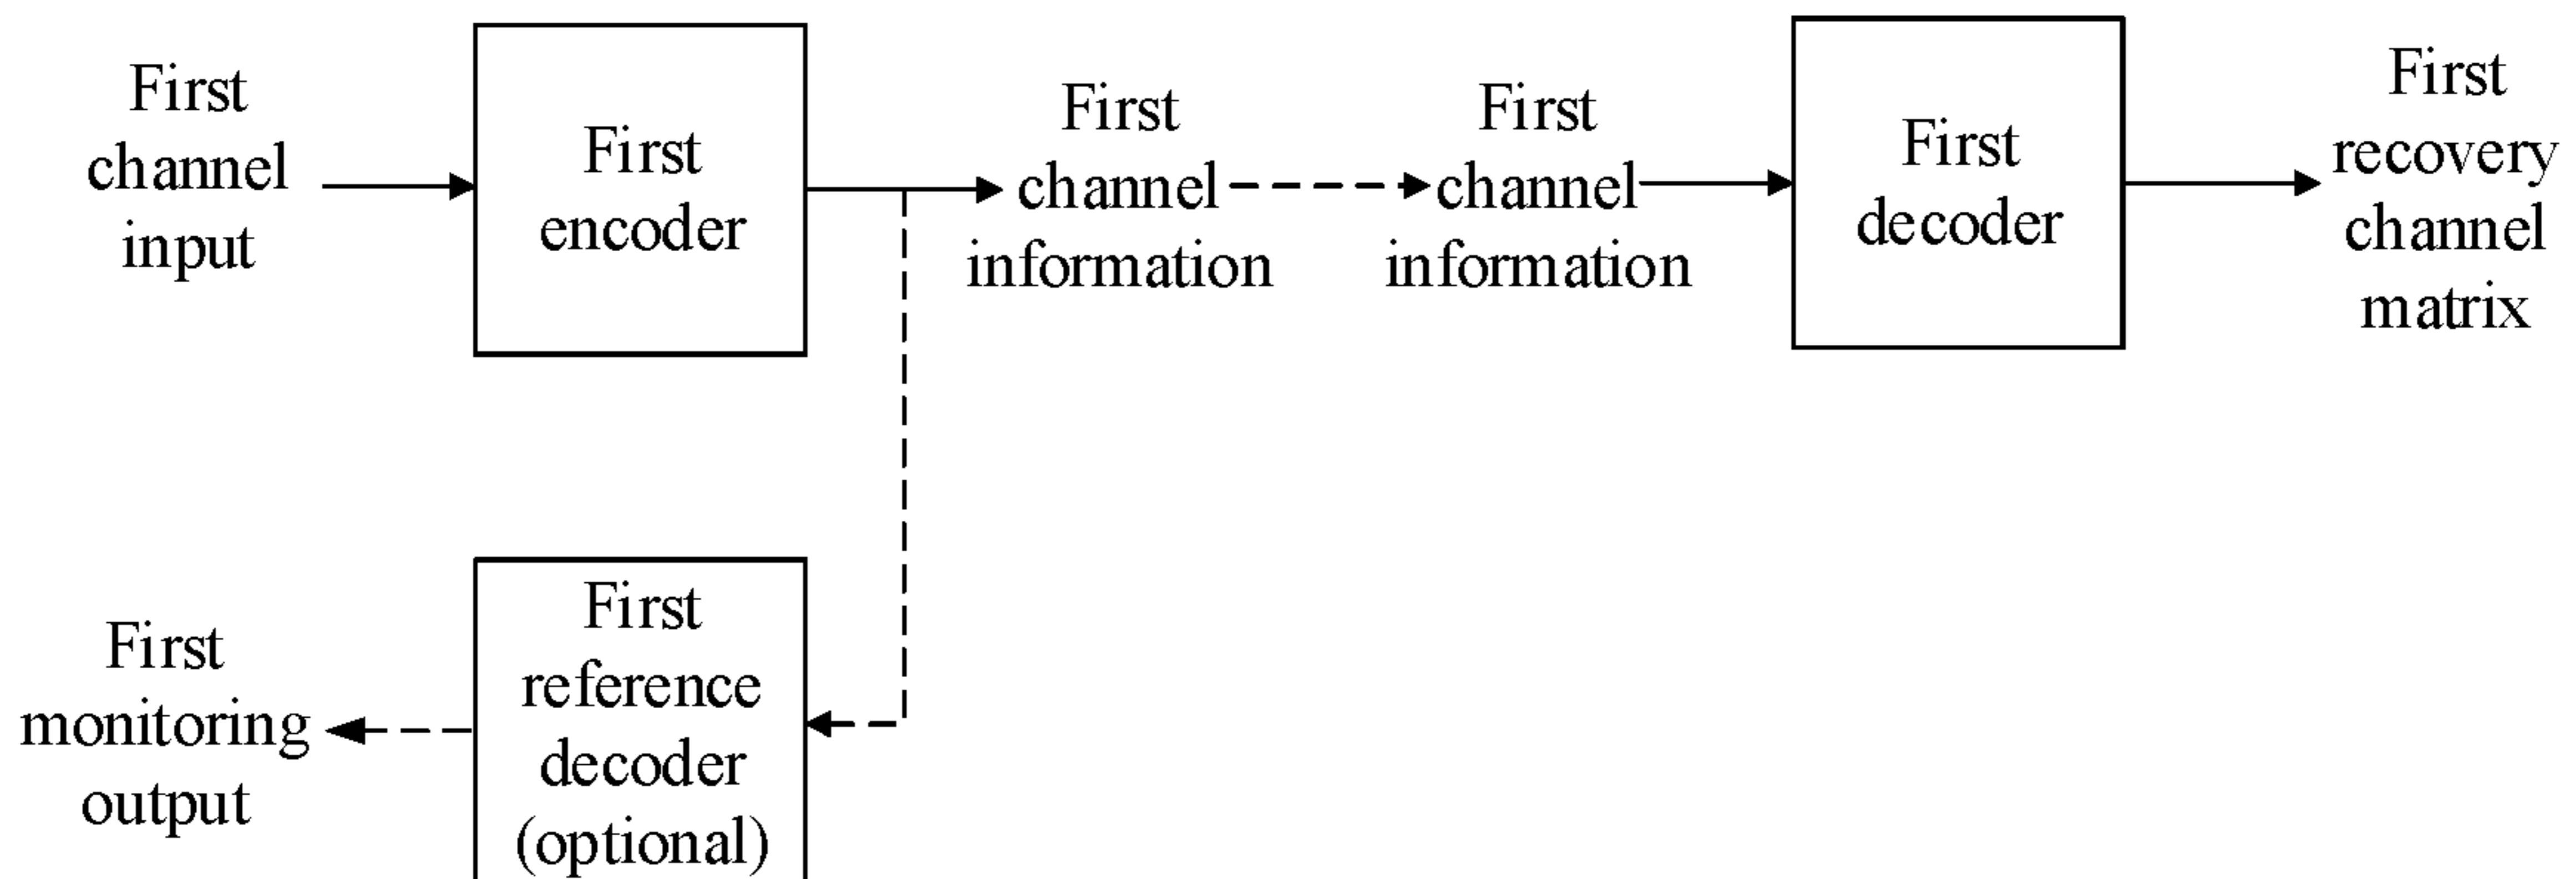 First
channel
input
First
encoder
First
channel
information
First
channel
information
First
decoder
First
recovery
channel
matrix
First
monitoring
output
First
reference
decoder
(optional)